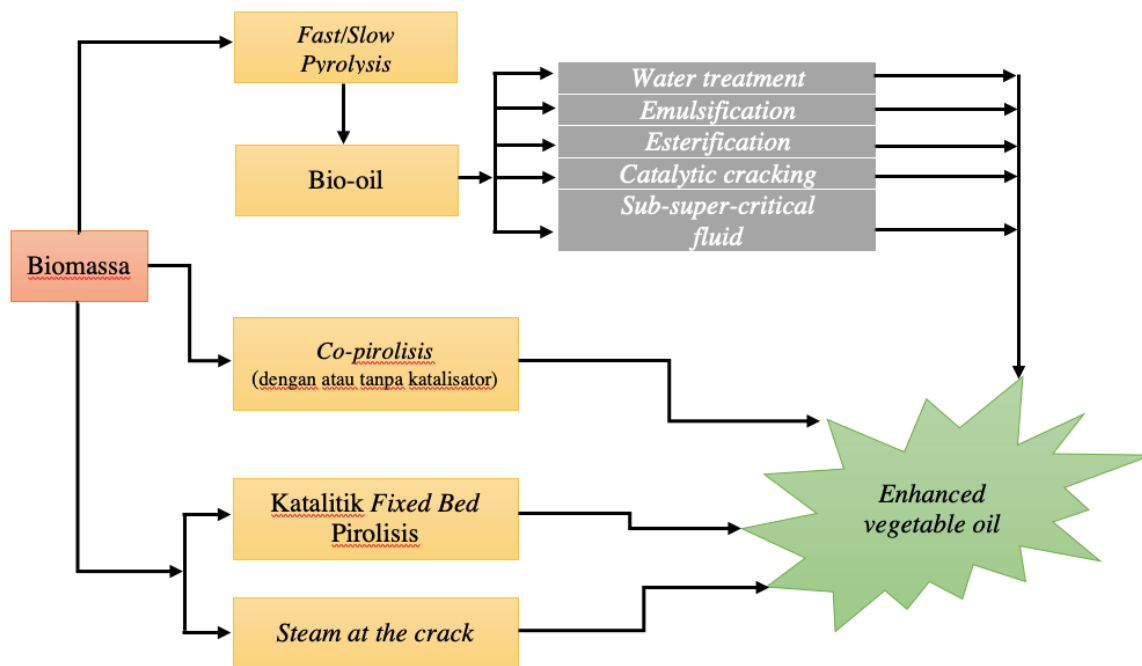 Fast/Slow
Pyrolysis
Water treatment
Emulsification
Esterification
Catalytic cracking
Sub-super-critical
fluid
Bio-oil
Biomassa
Co-pirolisis
(dengan atau tanpa katalisator)
Katalitik Fixed Bed
Pirolisis
Steam at the crack
Enhanced
vegetable oil